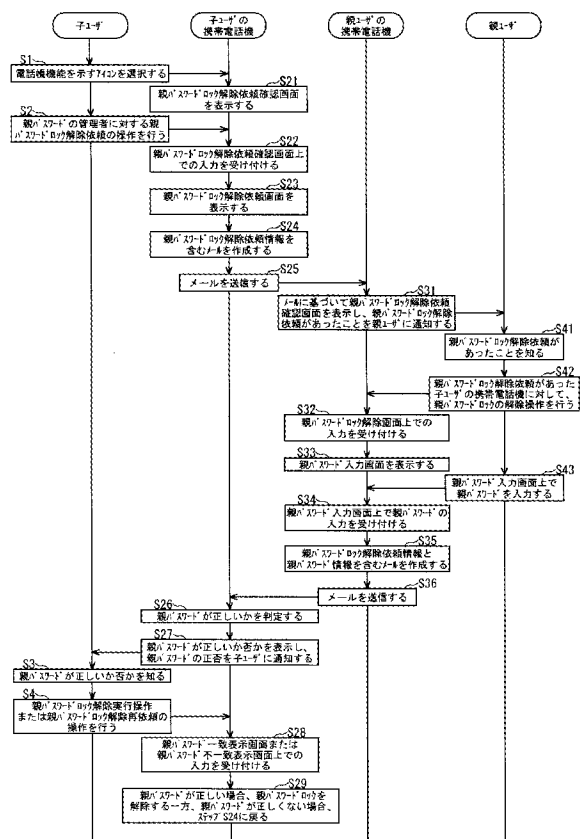 子ユーザ
子ユーザの
携帯電話機
親ユーザの
携帯電話機
親ユーザ
S1
電話機機能を示すアイコンを選択する
S21
親パスワードロック解除依頼確認画面
を表示する
S2
親パスワードの管理者に対する親
パスワードロック解除依頼の操作を行う
S22
親パスワードロック解除依頼確認画面上
での入力を受け付ける
S23
親パスワードロック解除依頼画面を
表示する
S24
親パスワードロック解除依頼情報を
含むメールを作成する
S25
メールを送信する
S31
メールに基づいて親パスワードロック解除依頼
確認画面を表示し、親パスワードロック解除
依頼があったことを親ユーザに通知する
S41
親パスワードロック解除依頼が
あったことを知る
S42
親パスワードロック解除依頼があった
子ユーザの携帯電話機に対して、
親パスワードロックの解除操作を行う
S32
親パスワードロック解除画面上での
入力を受け付ける
S33
親パスワード入力画面を表示する
S43
親パスワード入力画面上で
親パスワードを入力する
S34
親パスワード入力画面上で親パスワードの
入力を受け付ける
S35
親パスワードロック解除依頼情報と
親パスワード情報を含むメールを作成する
S36
メールを送信する
S26
親パスワードが正しいかを判定する
S27
親パスワードが正しいか否かを表示し、
親パスワードの正否を子ユーザに通知する
S3
親パスワードが正しいか否かを知る
S4
親パスワードロック解除実行操作
または親パスワードロック解除再依頼の
操作を行う
S28
親パスワード一致表示画面または
親パスワード不一致表示画面上での
入力を受け付ける
S29
親パスワードが正しい場合、親パスワードロックを
解除する一方、親パスワードが正しくない場合、
ステップS24に戻る